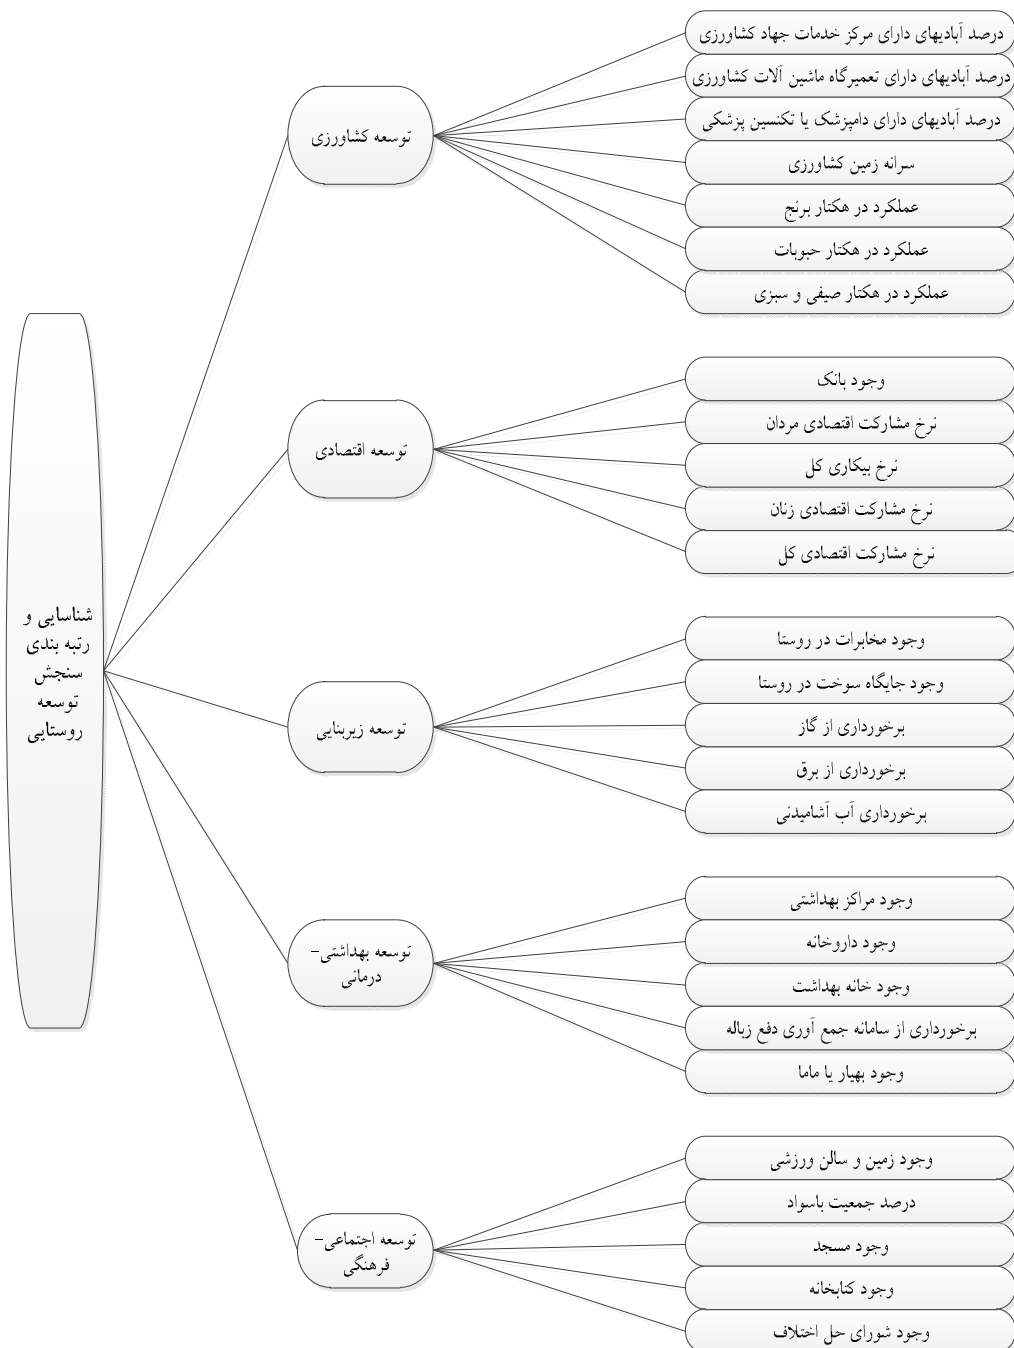 شناسایی و
رتبه بندی
سنجش
توسعه
روستایی
توسعه کشاورزی
درصد آبادیهای دارای مرکز خدمات جهاد کشاورزی
درصد آبادیهای دارای تعمیرگاه ماشین آلات کشاورزی
درصد آبادیهای دارای دامپزشک یا تکنسین پزشکی
سرانه زمین کشاورزی
عملکرد در هکتار برنج
عملکرد در هکتار حبوبات
عملکرد در هکتار صیفی و سبزی
توسعه اقتصادی
وجود بانک
نرخ مشارکت اقتصادی مردان
نرخ بیکاری کل
نرخ مشارکت اقتصادی زنان
نرخ مشارکت اقتصادی کل
توسعه زیربنایی
وجود مخابرات در روستا
وجود جایگاه سوخت در روستا
برخورداری از گاز
برخورداری از برق
برخورداری آب آشامیدنی
توسعه بهداشتی-
درمانی
وجود مراکز بهداشتی
وجود داروخانه
وجود خانه بهداشت
برخورداری از سامانه جمع آوری دفع زباله
وجود بهیار یا ماما
توسعه اجتماعی-
فرهنگی
وجود زمین و سالن ورزشی
درصد جمعیت باسواد
وجود مسجد
وجود کتابخانه
وجود شورای حل اختلاف